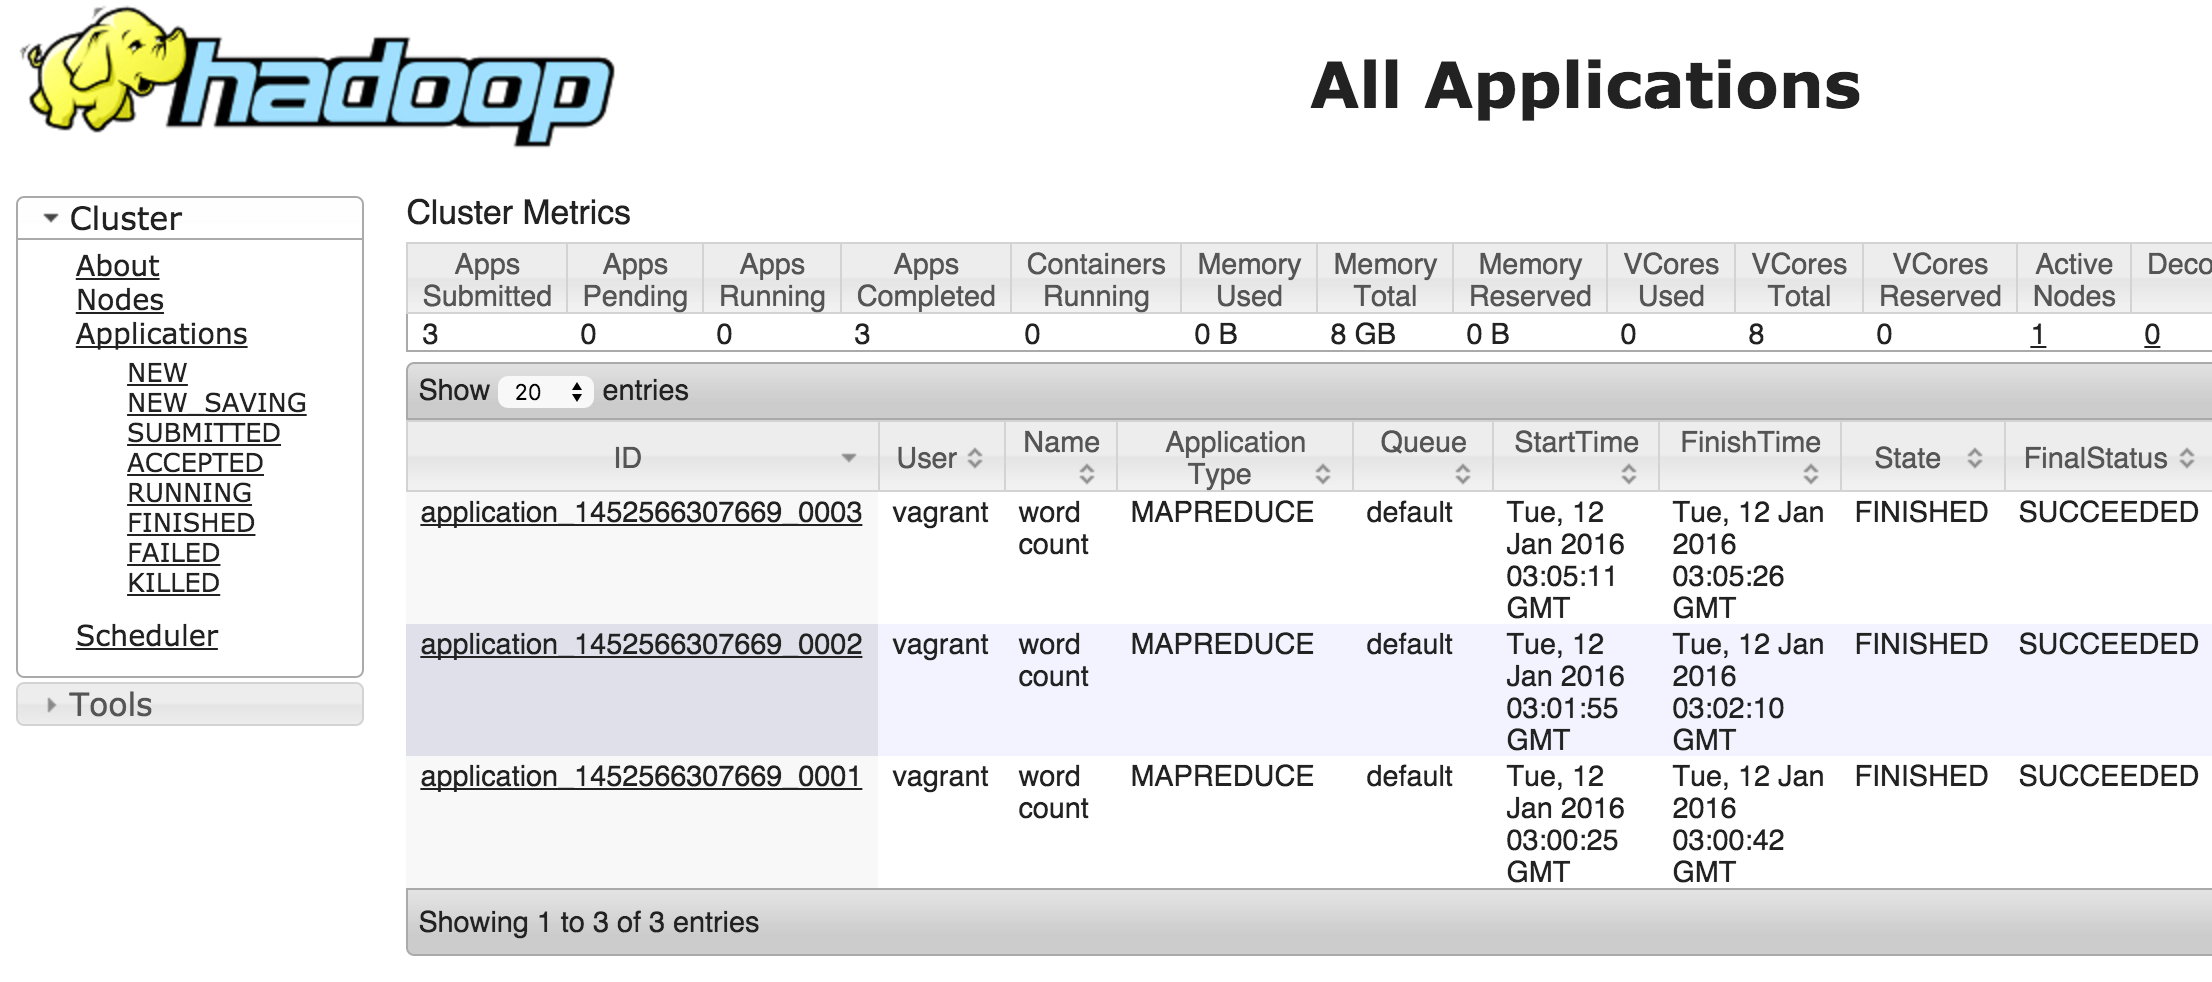 hadoop
All Applications
Cluster
About
Nodes
Applications
NEW
NEW_SAVING
SUBMITTED
ACCEPTED
RUNNING
FINISHED
FAILED
KILLED
Scheduler
Tools
Cluster Metrics
Apps Submitted Apps Pending Apps Running Apps Completed Containers Running Memory Used Memory Total Memory Reserved VCores Used VCores Total VCores Reserved Active Nodes Deco
3 0 0 3 0 0 B 8 GB 0 B 0 8 0 1 0
Show 20 entries
ID User Name Application Type Queue StartTime FinishTime State FinalStatus
application_1452566307669_0003 vagrant word MAPREDUCE default Tue, 12 Tue, 12 Jan FINISHED SUCCEEDED
count Jan 2016 2016
03:05:11 03:05:26
GMT GMT
application_1452566307669_0002 vagrant word MAPREDUCE default Tue, 12 Tue, 12 Jan FINISHED SUCCEEDED
count Jan 2016 2016
03:01:55 03:02:10
GMT GMT
application_1452566307669_0001 vagrant word MAPREDUCE default Tue, 12 Tue, 12 Jan FINISHED SUCCEEDED
count Jan 2016 2016
03:00:25 03:00:42
GMT GMT
Showing 1 to 3 of 3 entries